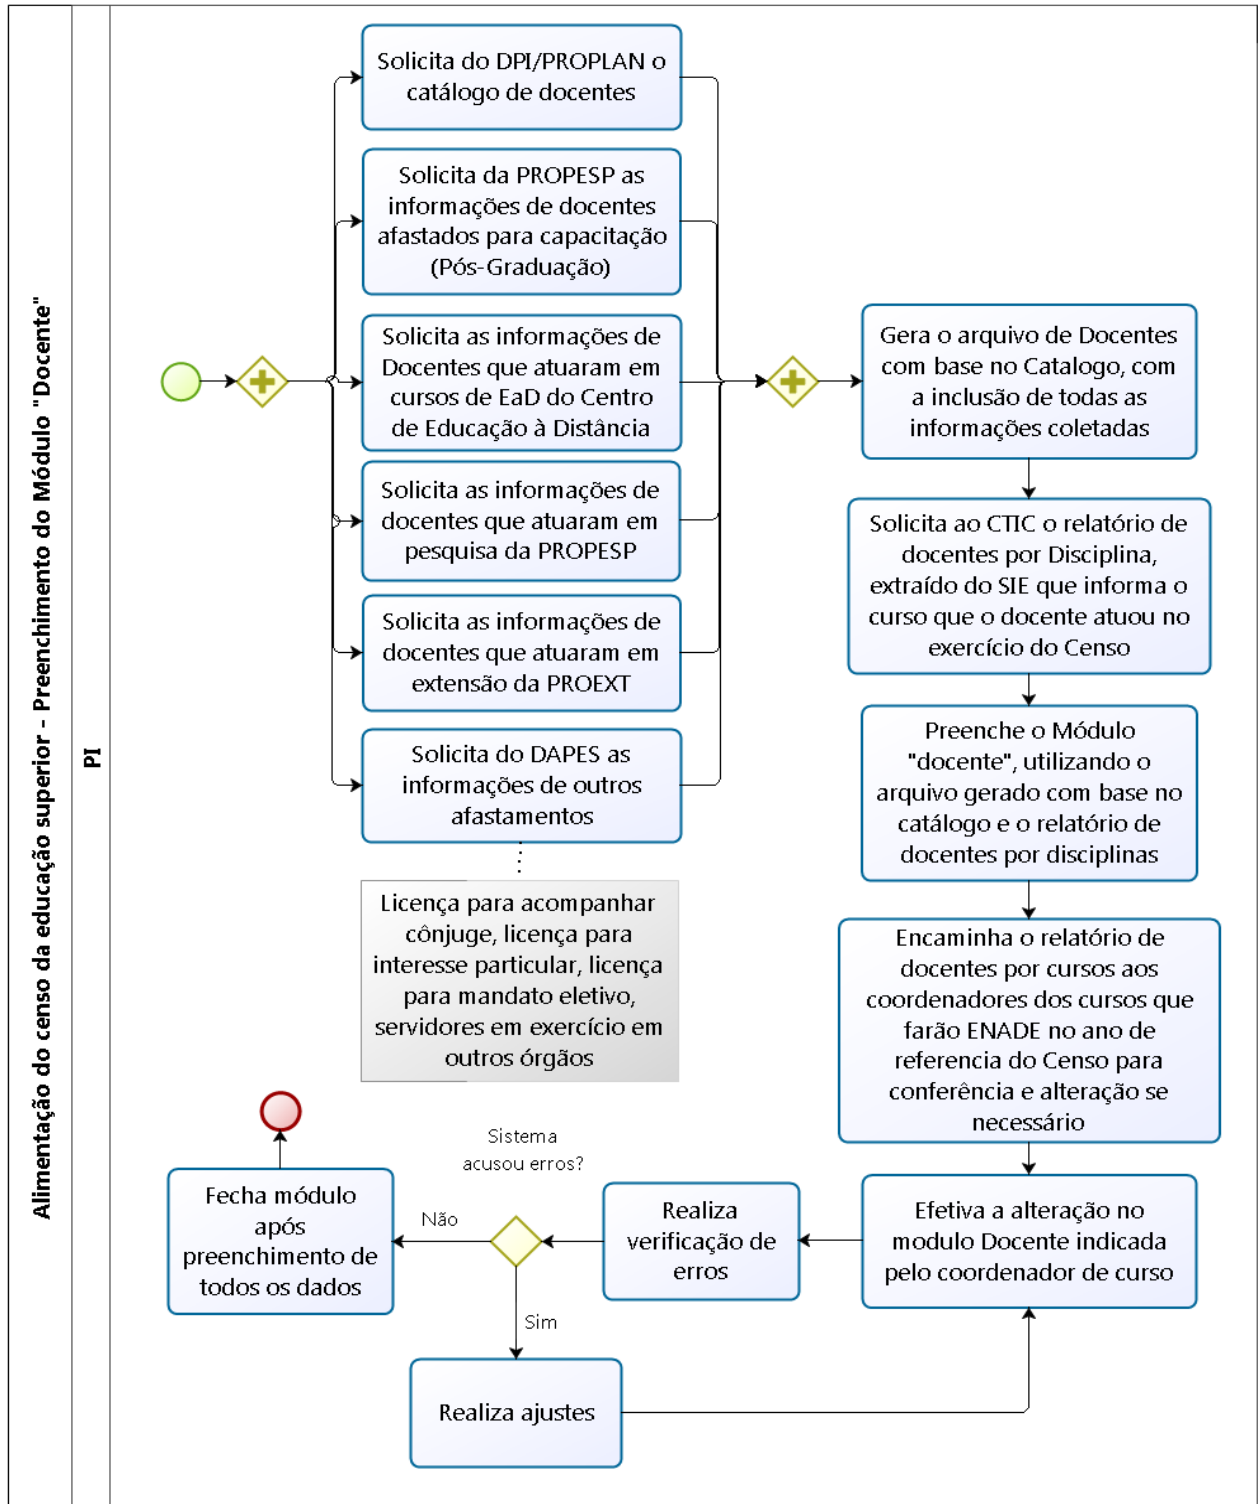 Alimentação do censo da educação superior - Preenchimento do Módulo "Docente"
PI
Solicita do DPI/PROPLAN o
catálogo de docentes
Solicita da PROPESP as
informações de docentes
afastados para capacitação
(Pós-Graduação)
Solicita as informações de
Docentes que atuaram em
cursos de EaD do Centro
de Educação à Distância
Solicita as informações de
docentes que atuaram em
pesquisa da PROPESP
Solicita as informações de
docentes que atuaram em
extensão da PROEXT
Solicita do DAPES as
informações de outros
afastamentos
Licença para acompanhar
cônjuge, licença para
interesse particular, licença
para mandato eletivo,
servidores em exercício em
outros órgãos
Gera o arquivo de Docentes
com base no Catalogo, com
a inclusão de todas as
informações coletadas
Solicita ao CTIC o relatório de
docentes por Disciplina,
extraído do SIE que informa o
curso que o docente atuou no
exercício do Censo
Preenche o Módulo
"docente", utilizando o
arquivo gerado com base no
catálogo e o relatório de
docentes por disciplinas
Encaminha o relatório de
docentes por cursos aos
coordenadores dos cursos que
farão ENADE no ano de
referencia do Censo para
conferência e alteração se
necessário
Efetiva a alteração no
modulo Docente indicada
pelo coordenador de curso
Realiza
verificação de
erros
Sistema
acusou erros?
Não
Sim
Fecha módulo
após
preenchimento de
todos os dados
Realiza ajustes